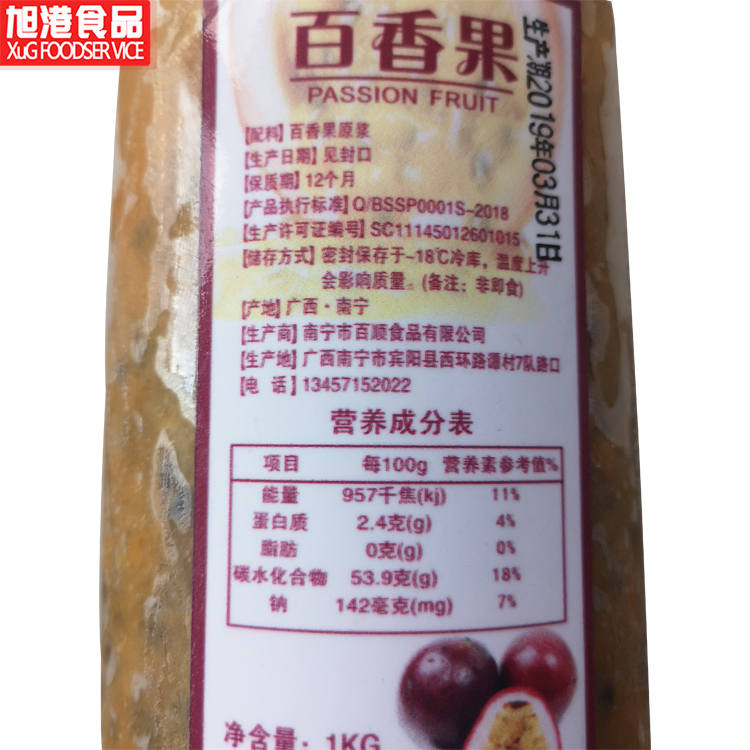 旭港食品
XuG FOODSERVICE
百香果
PASSION FRUIT
生产期2019年03月31日
【配料】百香果原浆
【生产日期】见封口
【保质期】12个月
【产品执行标准】Q/BSSP0001S-2018
【生产许可证编号】SC11145012601015
【储存方式】密封保存于-18℃冷库，温度上升
会影响质量。(备注：非即食)
【产地】广西·南宁
【生产商】南宁市百顺食品有限公司
【生产地】广西南宁市宾阳县西环路谭村7队路口
【电 话】13457152022
营养成分表
项目 每100g 营养素参考值%
能量 957千焦(kj) 11%
蛋白质 2.4克(g) 4%
脂肪 0克(g) 0%
碳水化合物 53.9克(g) 18%
钠 142毫克(mg) 7%
净含量：1KG